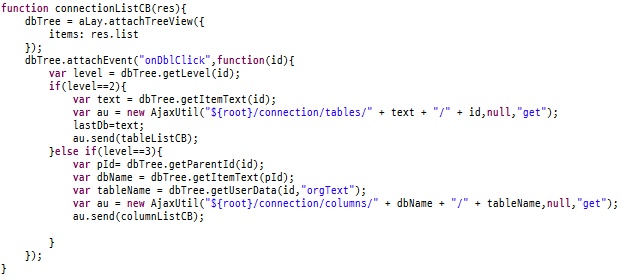 function connectionListCB(res){
    dbTree = aLay.attachTreeView({
        items: res.list
    });
    dbTree.attachEvent("onDblClick",function(id){
        var level = dbTree.getLevel(id);
        if(level==2){
            var text = dbTree.getItemText(id);
            var au = new AjaxUtil("${root}/connection/tables/" + text + "/" + id,null,"get");
            lastDb=text;
            au.send(tableListCB);
        }else if(level==3){
            var pId= dbTree.getParentId(id);
            var dbName = dbTree.getItemText(pId);
            var tableName = dbTree.getUserData(id,"orgText");
            var au = new AjaxUtil("${root}/connection/columns/" + dbName + "/" + tableName,null,"get");
            au.send(columnListCB);

        }
    });
}